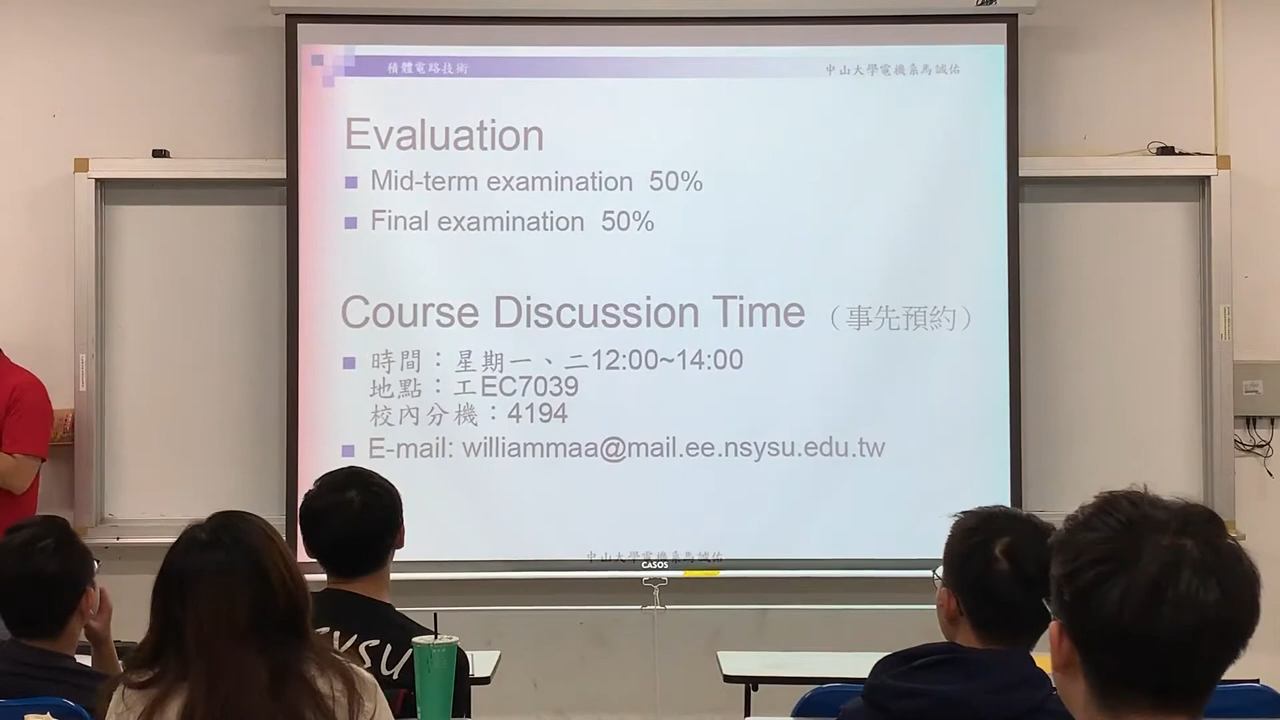 積體電路技術
中山大學電機系馬誠佑
Evaluation
Mid-term examination 50%
Final examination 50%
Course Discussion Time （事先預約）
時間：星期一、二12:00~14:00
地點：工EC7039
校內分機：4194
E-mail: williammaa@mail.ee.nsysu.edu.tw
中山大學電機系馬誠佑
CASOS